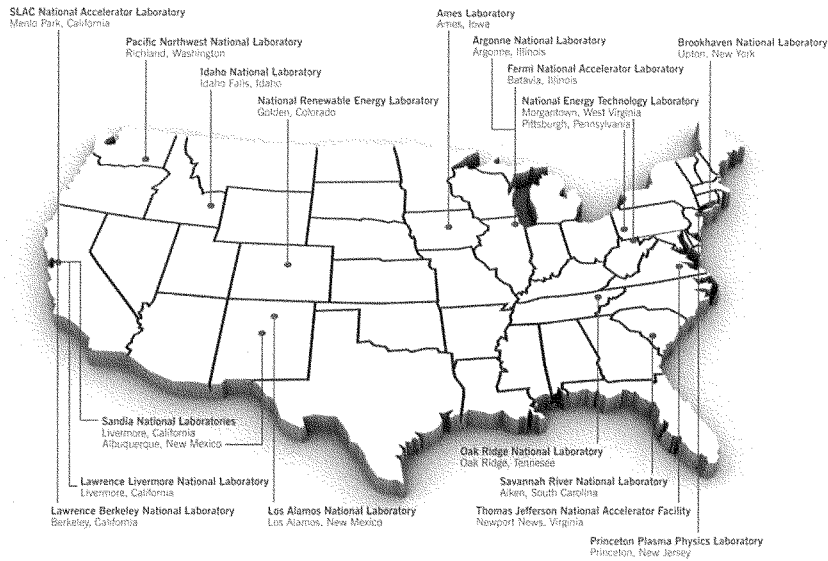 SLAC National Accelerator Laboratory
Menlo Park, California
Pacific Northwest National Laboratory
Richland, Washington
Idaho National Laboratory
Idaho Falls, Idaho
National Renewable Energy Laboratory
Golden, Colorado
Ames Laboratory
Ames, Iowa
Argonne National Laboratory
Argonne, Illinois
Fermi National Accelerator Laboratory
Batavia, Illinois
National Energy Technology Laboratory
Morgantown, West Virginia
Pittsburgh, Pennsylvania
Brookhaven National Laboratory
Upton, New York
Sandia National Laboratories
Livermore, California
Albuquerque, New Mexico
Lawrence Livermore National Laboratory
Livermore, California
Lawrence Berkeley National Laboratory
Berkeley, California
Los Alamos National Laboratory
Los Alamos, New Mexico
Oak Ridge National Laboratory
Oak Ridge, Tennesee
Savannah River National Laboratory
Aiken, South Carolina
Thomas Jefferson National Accelerator Facility
Newport News, Virginia
Princeton Plasma Physics Laboratory
Princeton, New Jersey